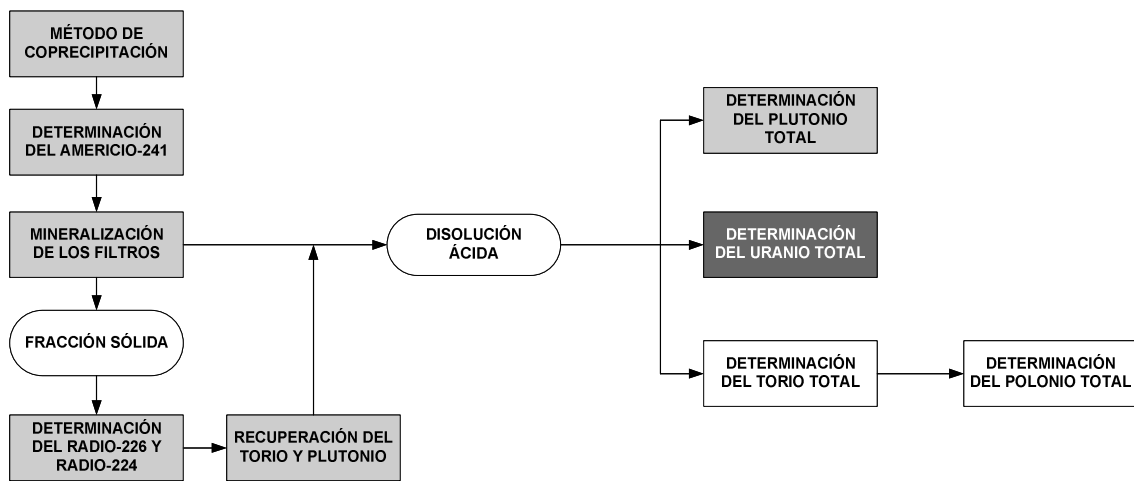 MÉTODO DE
COPRECIPITACIÓN
DETERMINACIÓN
DEL AMERICIO-241
MINERALIZACIÓN
DE LOS FILTROS
FRACCIÓN SÓLIDA
DETERMINACIÓN
DEL RADIO-226 Y
RADIO-224
RECUPERACIÓN DEL
TORIO Y PLUTONIO
DISOLUCIÓN
ÁCIDA
DETERMINACIÓN
DEL PLUTONIO
TOTAL
DETERMINACIÓN
DEL URANIO TOTAL
DETERMINACIÓN
DEL TORIO TOTAL
DETERMINACIÓN
DEL POLONIO TOTAL